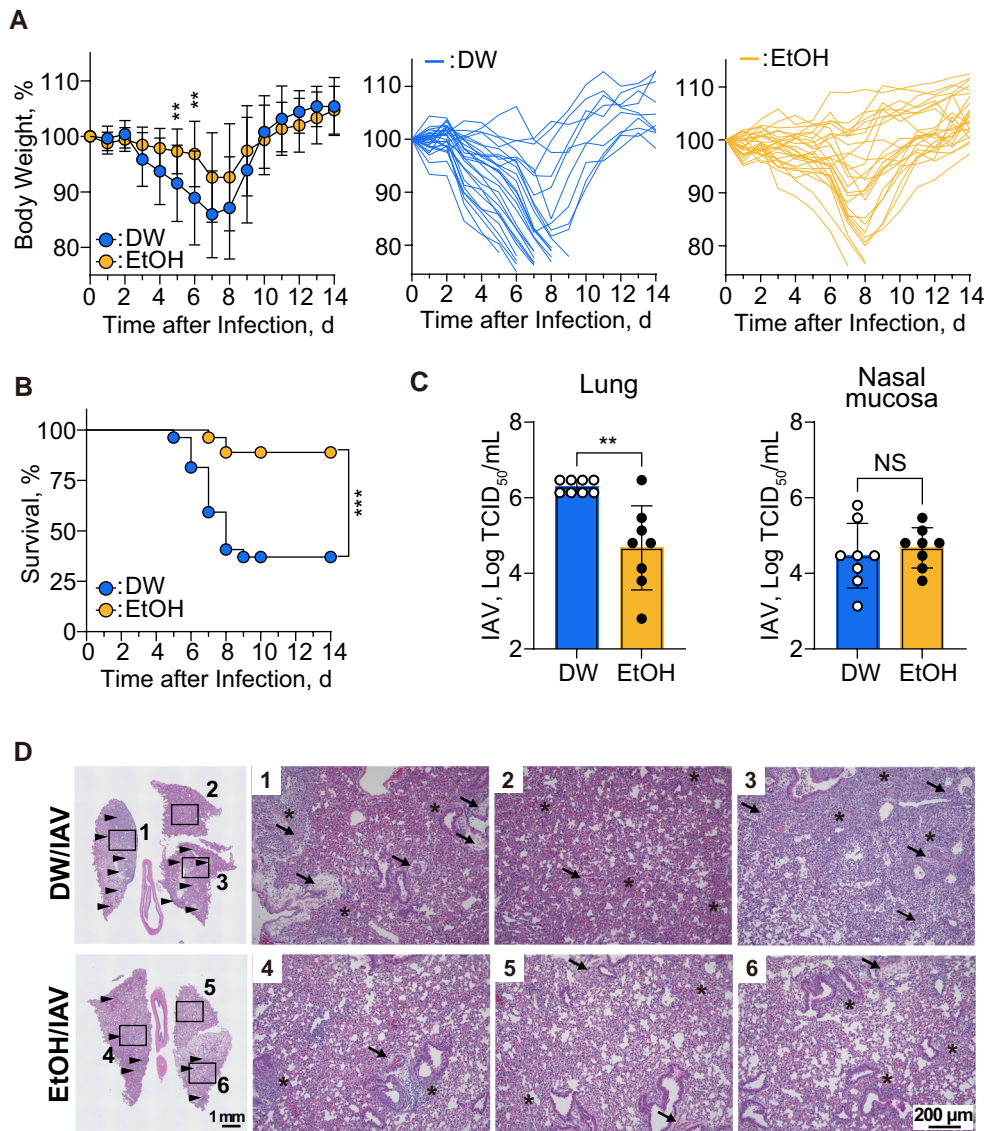 A
Body Weight, %
110
100
90
80
**
**
:DW
:EtOH
0 2 4 6 8 10 12 14
Time after Infection, d
:DW
110
100
90
80
0 2 4 6 8 10 12 14
Time after Infection, d
:EtOH
110
100
90
80
0 2 4 6 8 10 12 14
Time after Infection, d
B
Survival, %
100
75
50
25
0
***
:DW
:EtOH
0 2 4 6 8 10 12 14
Time after Infection, d
C
Lung
IAV, Log TCID50/mL
8
6
4
2
**
DW EtOH
Nasal
mucosa
IAV, Log TCID50/mL
8
6
4
2
NS
DW EtOH
D
DW/IAV
1
2
3
1
* * *
2
* * * * *
3
* * * *
EtOH/IAV
4
5
6
1 mm
4
* *
5
* * *
6
* * *
200 µm